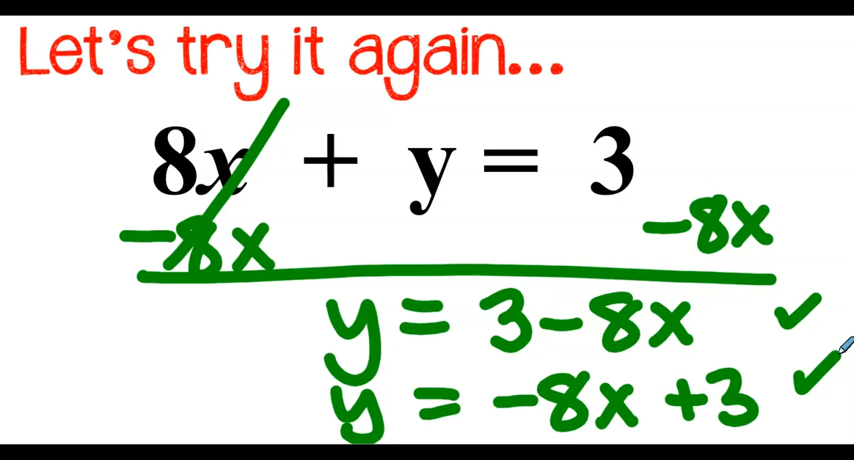 Let's try it again...
8x + y = 3
-8x -8x
y = 3-8x ✓
y = -8x +3 ✓